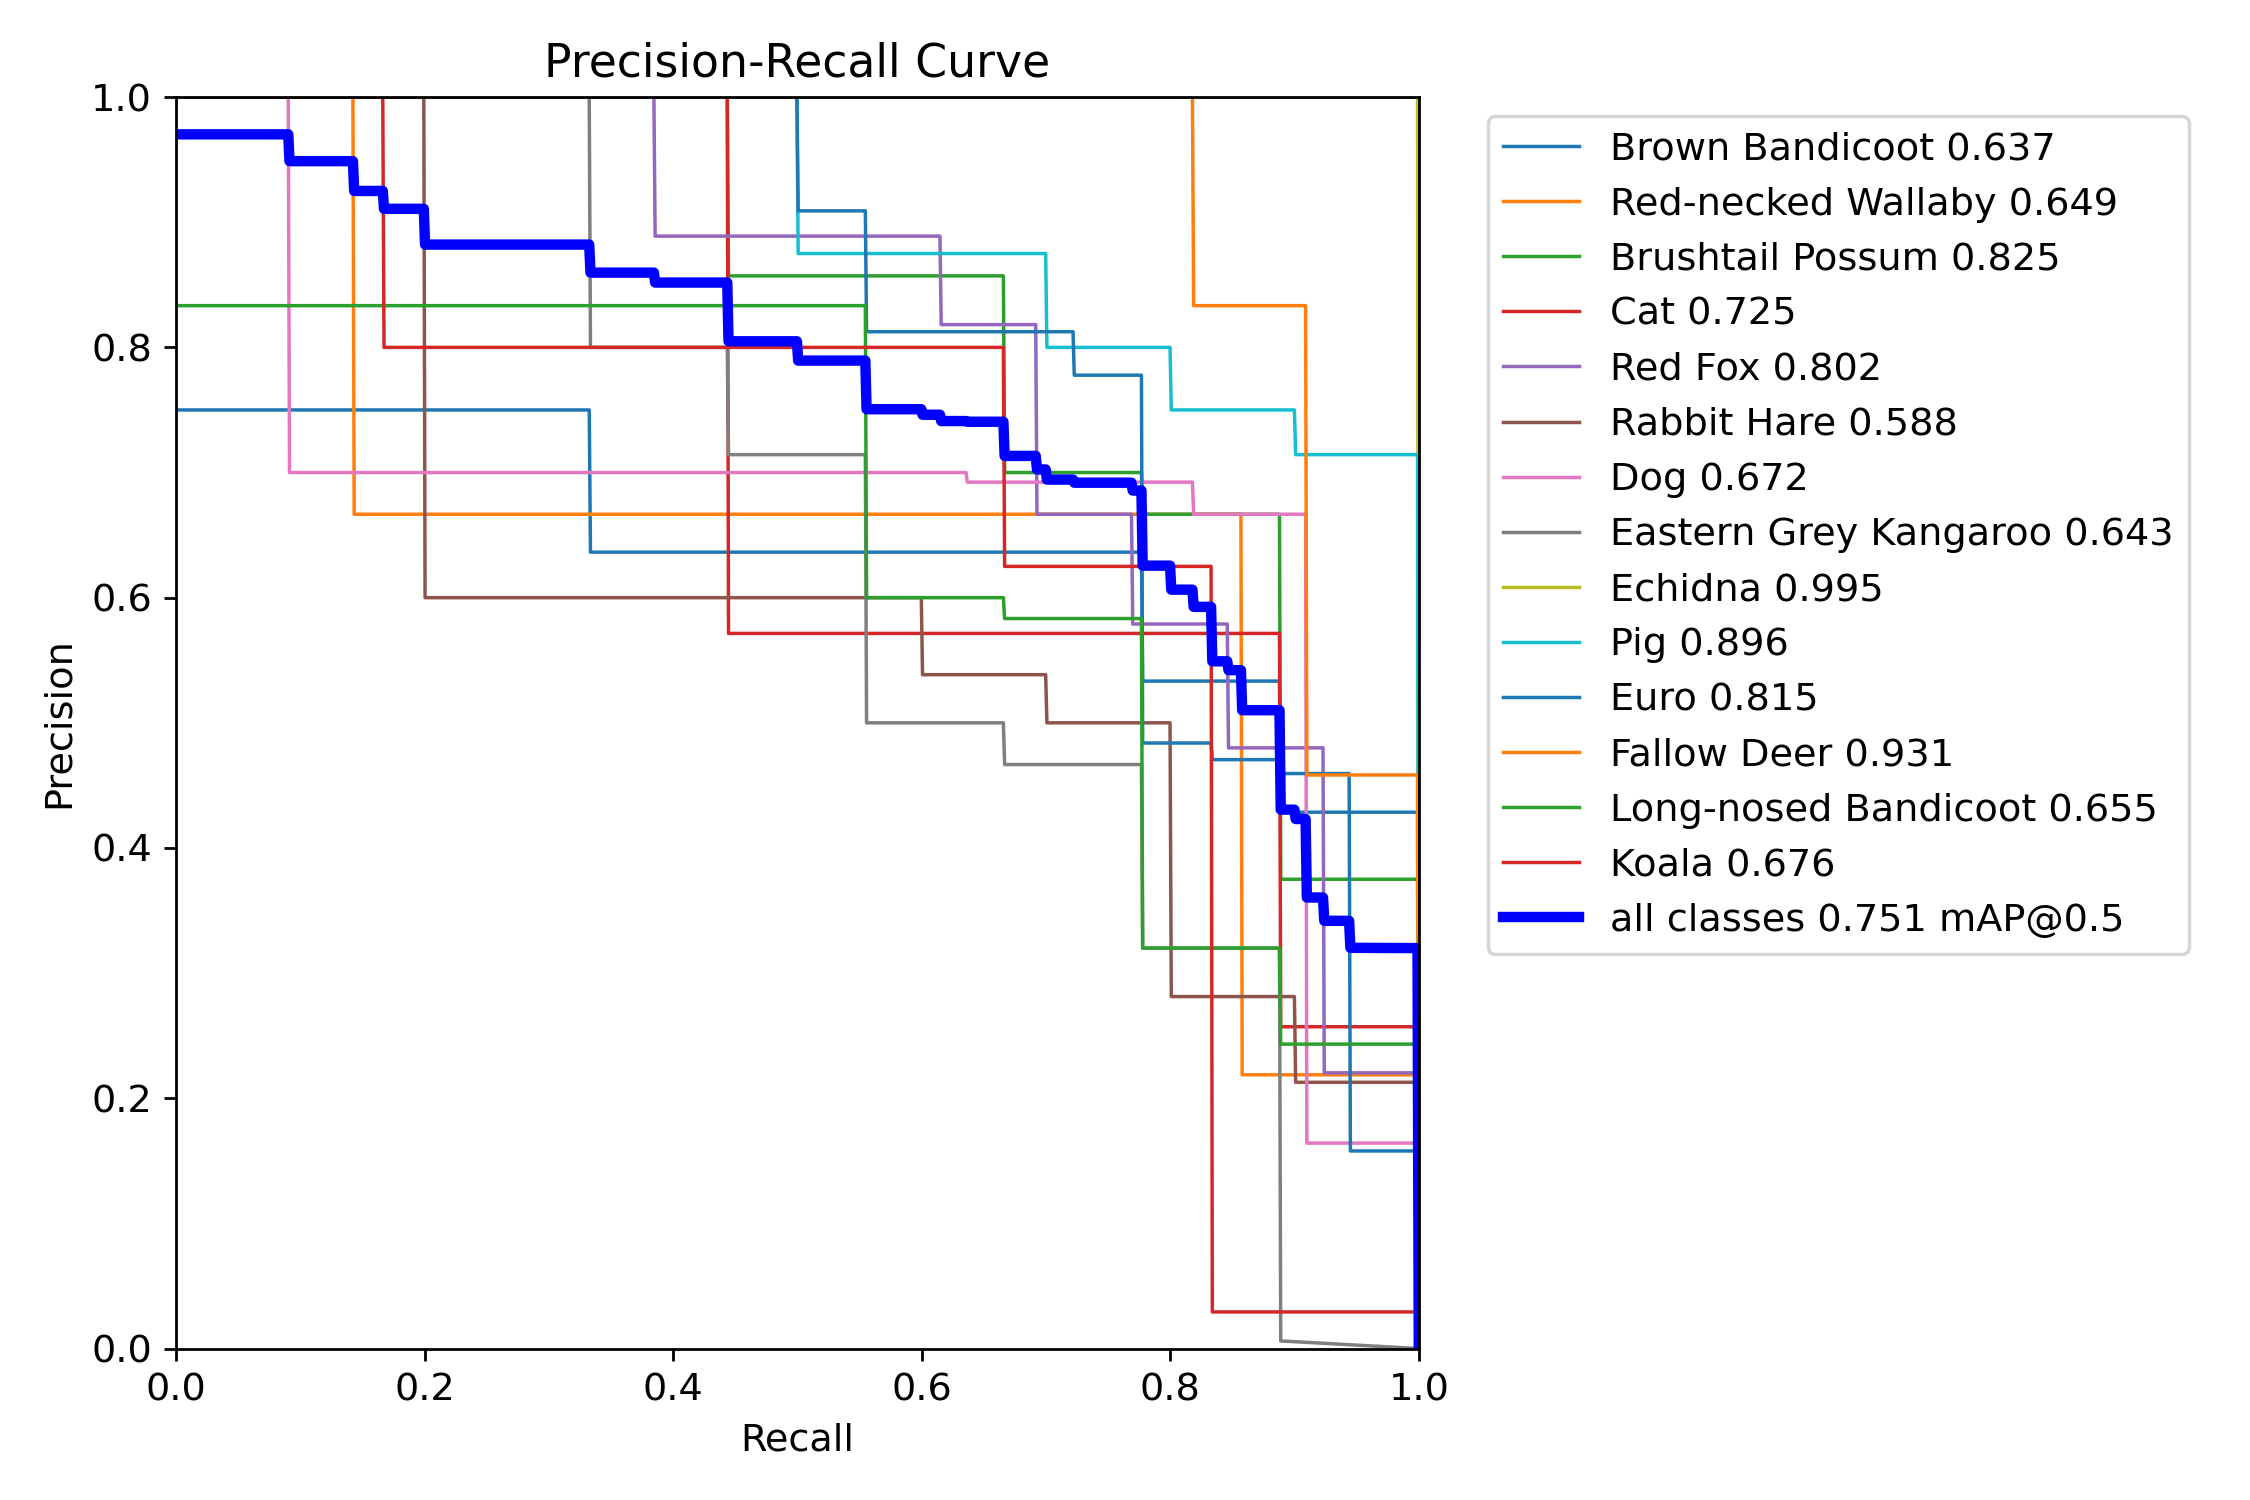 Precision-Recall Curve
1.0
0.8
0.6
0.4
0.2
0.0
Precision
0.0 0.2 0.4 0.6 0.8 1.0
Recall
Brown Bandicoot 0.637
Red-necked Wallaby 0.649
Brushtail Possum 0.825
Cat 0.725
Red Fox 0.802
Rabbit Hare 0.588
Dog 0.672
Eastern Grey Kangaroo 0.643
Echidna 0.995
Pig 0.896
Euro 0.815
Fallow Deer 0.931
Long-nosed Bandicoot 0.655
Koala 0.676
all classes 0.751 mAP@0.5